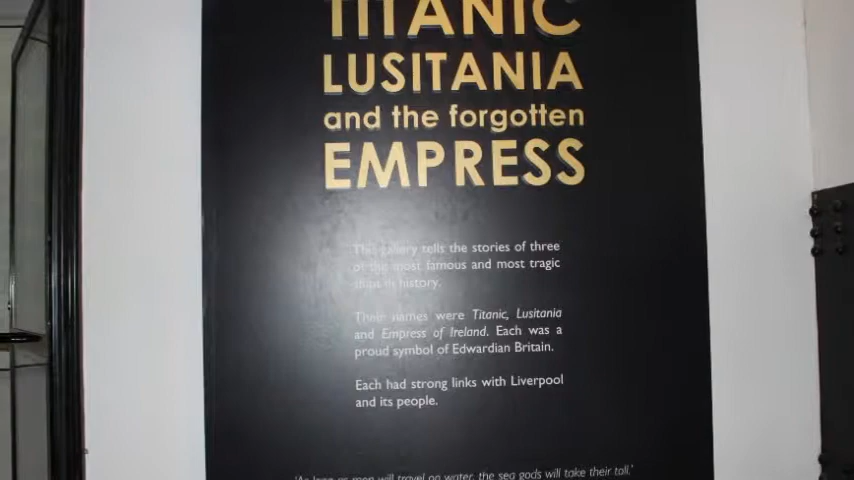 TITANIC
LUSITANIA
and the forgotten
EMPRESS
This gallery tells the stories of three
of the most famous and most tragic
ships in history.
Their names were Titanic, Lusitania
and Empress of Ireland. Each was a
proud symbol of Edwardian Britain.
Each had strong links with Liverpool
and its people.
'As long as men will travel on water, the sea gods will take their toll.'